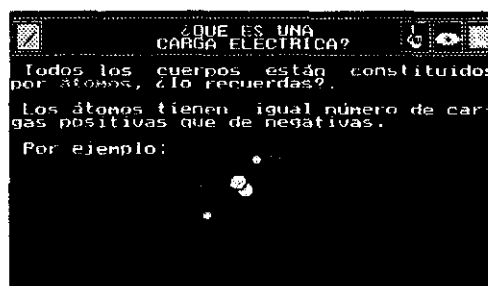 ¿QUE ES UNA
CARGA ELECTRICA?
Todos los cuerpos están constituidos
por átomos, ¿lo recuerdas?.
Los átomos tienen igual número de car-
gas positivas que de negativas.
Por ejemplo: